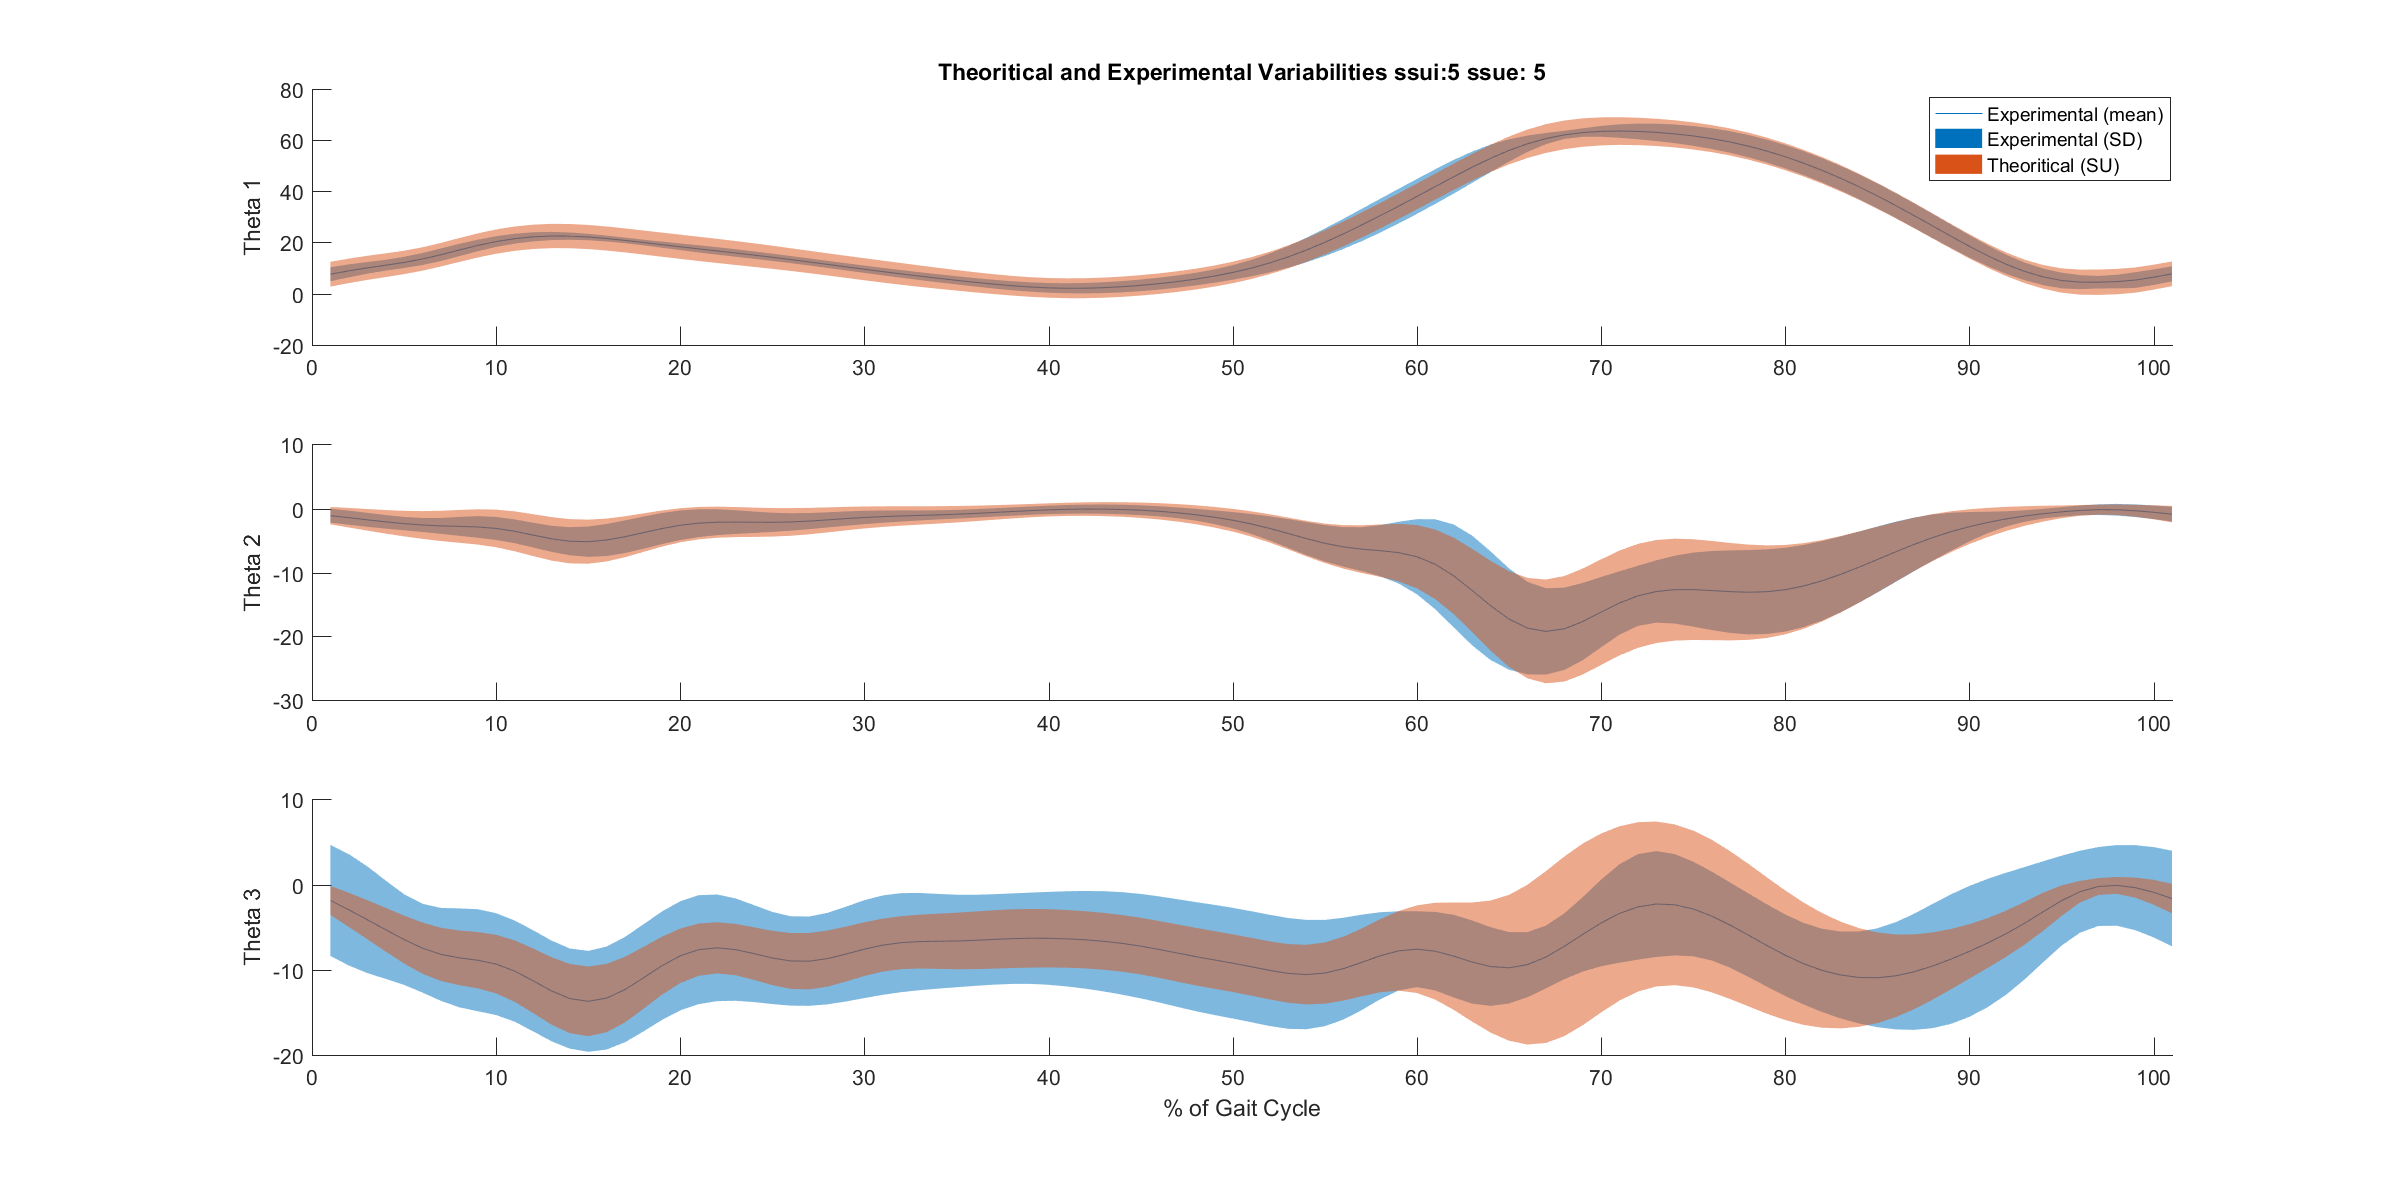 Theoritical and Experimental Variabilities ssui:5 ssue: 5
Experimental (mean)
Experimental (SD)
Theoritical (SU)
Theta 1
80
60
40
20
0
-20
0 10 20 30 40 50 60 70 80 90 100
Theta 2
10
0
-10
-20
-30
0 10 20 30 40 50 60 70 80 90 100
Theta 3
10
0
-10
-20
0 10 20 30 40 50 60 70 80 90 100
% of Gait Cycle